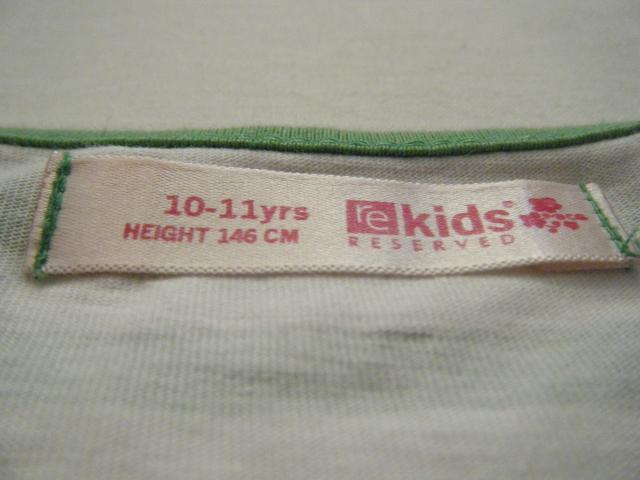 10-11yrs
HEIGHT 146 CM
re kids®
RESERVED